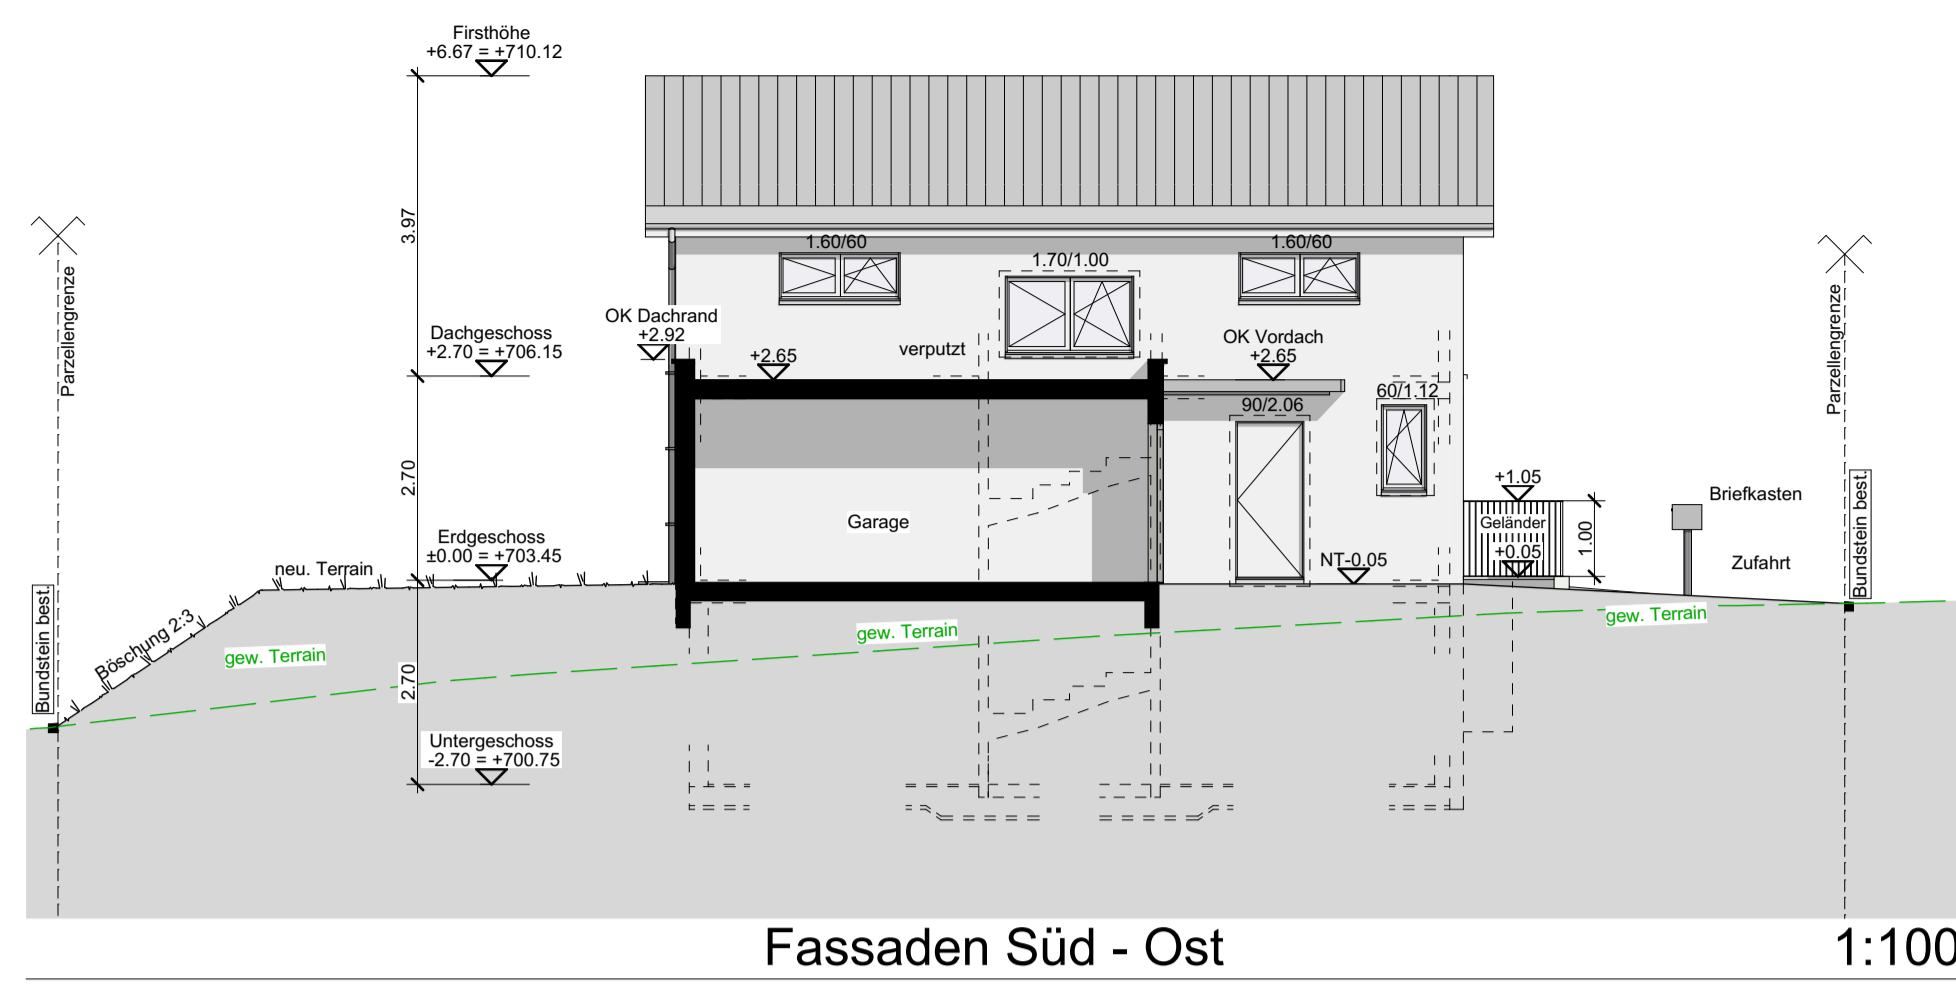 Firsthöhe
+6.67 = +710.12
3.97
Parzellengrenze
1.60/60
1.70/1.00
1.60/60
Parzellengrenze
OK Dachrand
+2.92
Dachgeschoss
+2.70 = +706.15
+2.65
verputzt
OK Vordach
+2.65
60/1.12
90/2.06
2.70
+1.05
Briefkasten
Garage
Geländer
1.00
Bundstein best.
Erdgeschoss
±0.00 = +703.45
NT-0.05
+0.05
Zufahrt
neu. Terrain
Bundstein best.
Böschung 2:3
gew. Terrain
gew. Terrain
gew. Terrain
2.70
Untergeschoss
-2.70 = +700.75
Fassaden Süd - Ost
1:100